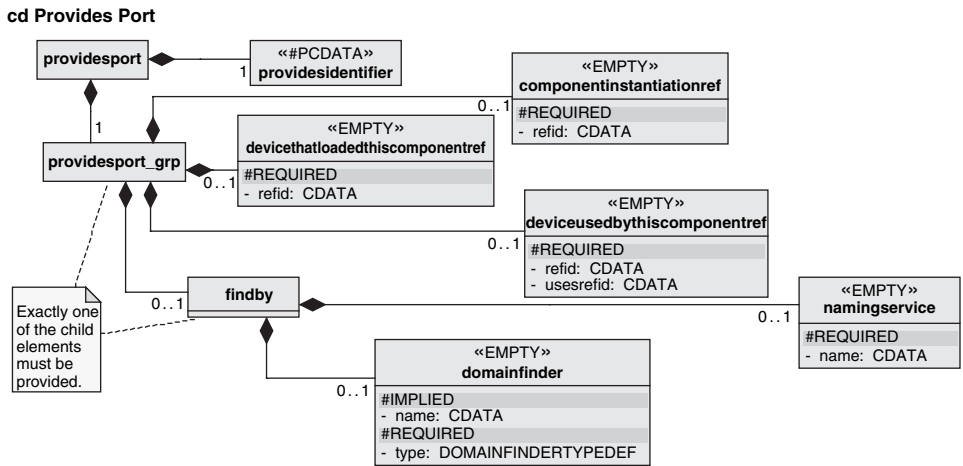 cd Provides Port
providesport
«#PCDATA»
providesidentifier
1
1
«EMPTY»
componentinstantiationref
#REQUIRED
- refid: CDATA
0..1
providesport_grp
«EMPTY»
devicethatloadedthiscomponentref
#REQUIRED
- refid: CDATA
0..1
«EMPTY»
deviceusedbythiscomponentref
#REQUIRED
- refid: CDATA
- usesrefid: CDATA
0..1
Exactly one
of the child
elements
must be
provided.
findby
0..1
«EMPTY»
namingservice
#REQUIRED
- name: CDATA
0..1
«EMPTY»
domainfinder
#IMPLIED
- name: CDATA
#REQUIRED
- type: DOMAINFINDERTYPEDEF
0..1